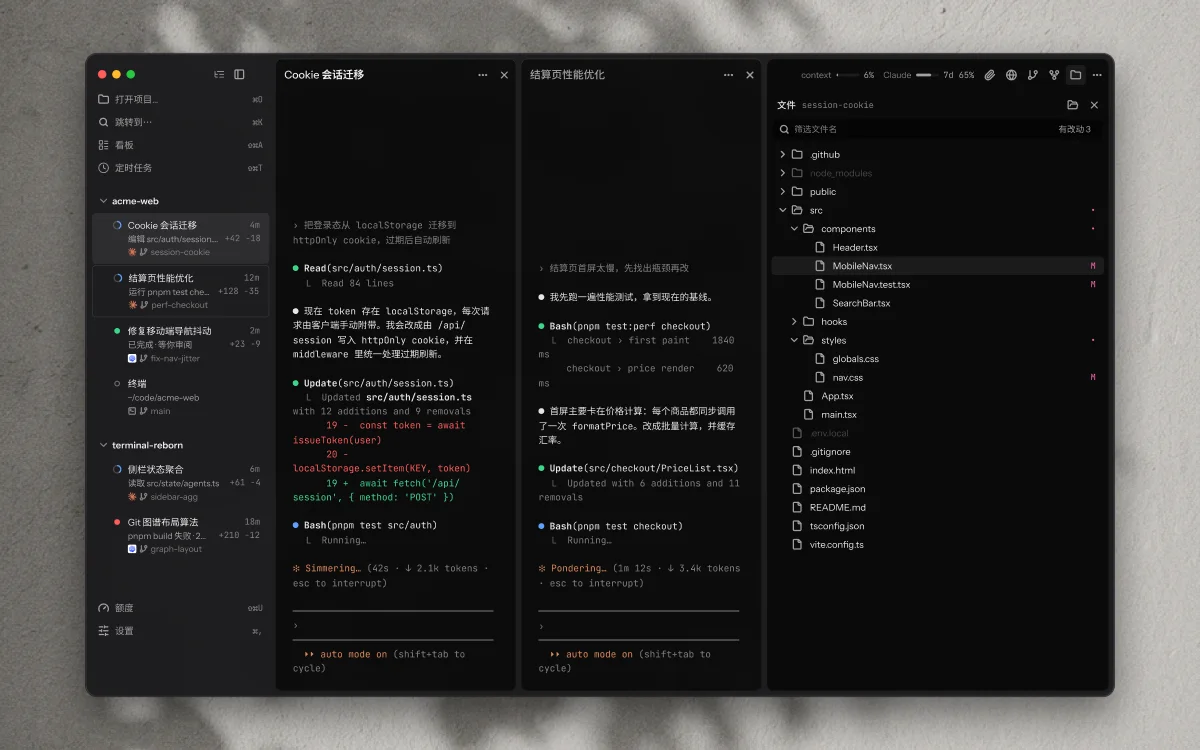 打开项目… ⌘O
跳转到… ⌘K
看板 ⇧⌘A
定时任务 ⇧⌘T
acme-web
Cookie 会话迁移 4m
编辑 src/auth/session… +42 -18
session-cookie
结算页性能优化 12m
运行 pnpm test che… +128 -35
perf-checkout
修复移动端导航抖动 2m
已完成·等你审阅 +23 -9
fix-nav-jitter
终端
~/code/acme-web
main
terminal-reborn
侧栏状态聚合 6m
读取 src/state/agents.ts +61 -4
sidebar-agg
Git 图谱布局算法 18m
pnpm build 失败·2… +210 -12
graph-layout
额度 ⇧⌘U
设置 ⌘,
Cookie 会话迁移
› 把登录态从 localStorage 迁移到
httpOnly cookie，过期后自动刷新
Read(src/auth/session.ts)
└ Read 84 lines
现在 token 存在 localStorage，每次请
求由客户端手动附带。我会改成由 /api/
session 写入 httpOnly cookie，并在
middleware 里统一处理过期刷新。
Update(src/auth/session.ts)
└ Updated src/auth/session.ts
with 12 additions and 9 removals
19 - const token = await
issueToken(user)
20 -
localStorage.setItem(KEY, token)
19 + await fetch('/api/
session', { method: 'POST' })
Bash(pnpm test src/auth)
└ Running…
✻ Simmering… (42s · ↓ 2.1k tokens ·
esc to interrupt)
›
⏵⏵ auto mode on (shift+tab to
cycle)
结算页性能优化
› 结算页首屏太慢，先找出瓶颈再改
我先跑一遍性能测试，拿到现在的基线。
Bash(pnpm test:perf checkout)
└ checkout › first paint 1840
ms
checkout › price render 620
ms
首屏主要卡在价格计算：每个商品都同步调用
了一次 formatPrice。改成批量计算，并缓存
汇率。
Update(src/checkout/PriceList.tsx)
└ Updated with 6 additions and 11
removals
Bash(pnpm test checkout)
└ Running…
✻ Pondering… (1m 12s · ↓ 3.4k tokens
· esc to interrupt)
›
⏵⏵ auto mode on (shift+tab to
cycle)
context 6% Claude 7d 65%
文件 session-cookie
筛选文件名 有改动 3
.github
node_modules
public
src
components
Header.tsx
MobileNav.tsx M
MobileNav.test.tsx M
SearchBar.tsx
hooks
styles
globals.css
nav.css M
App.tsx
main.tsx
.env.local
.gitignore
index.html
package.json
README.md
tsconfig.json
vite.config.ts